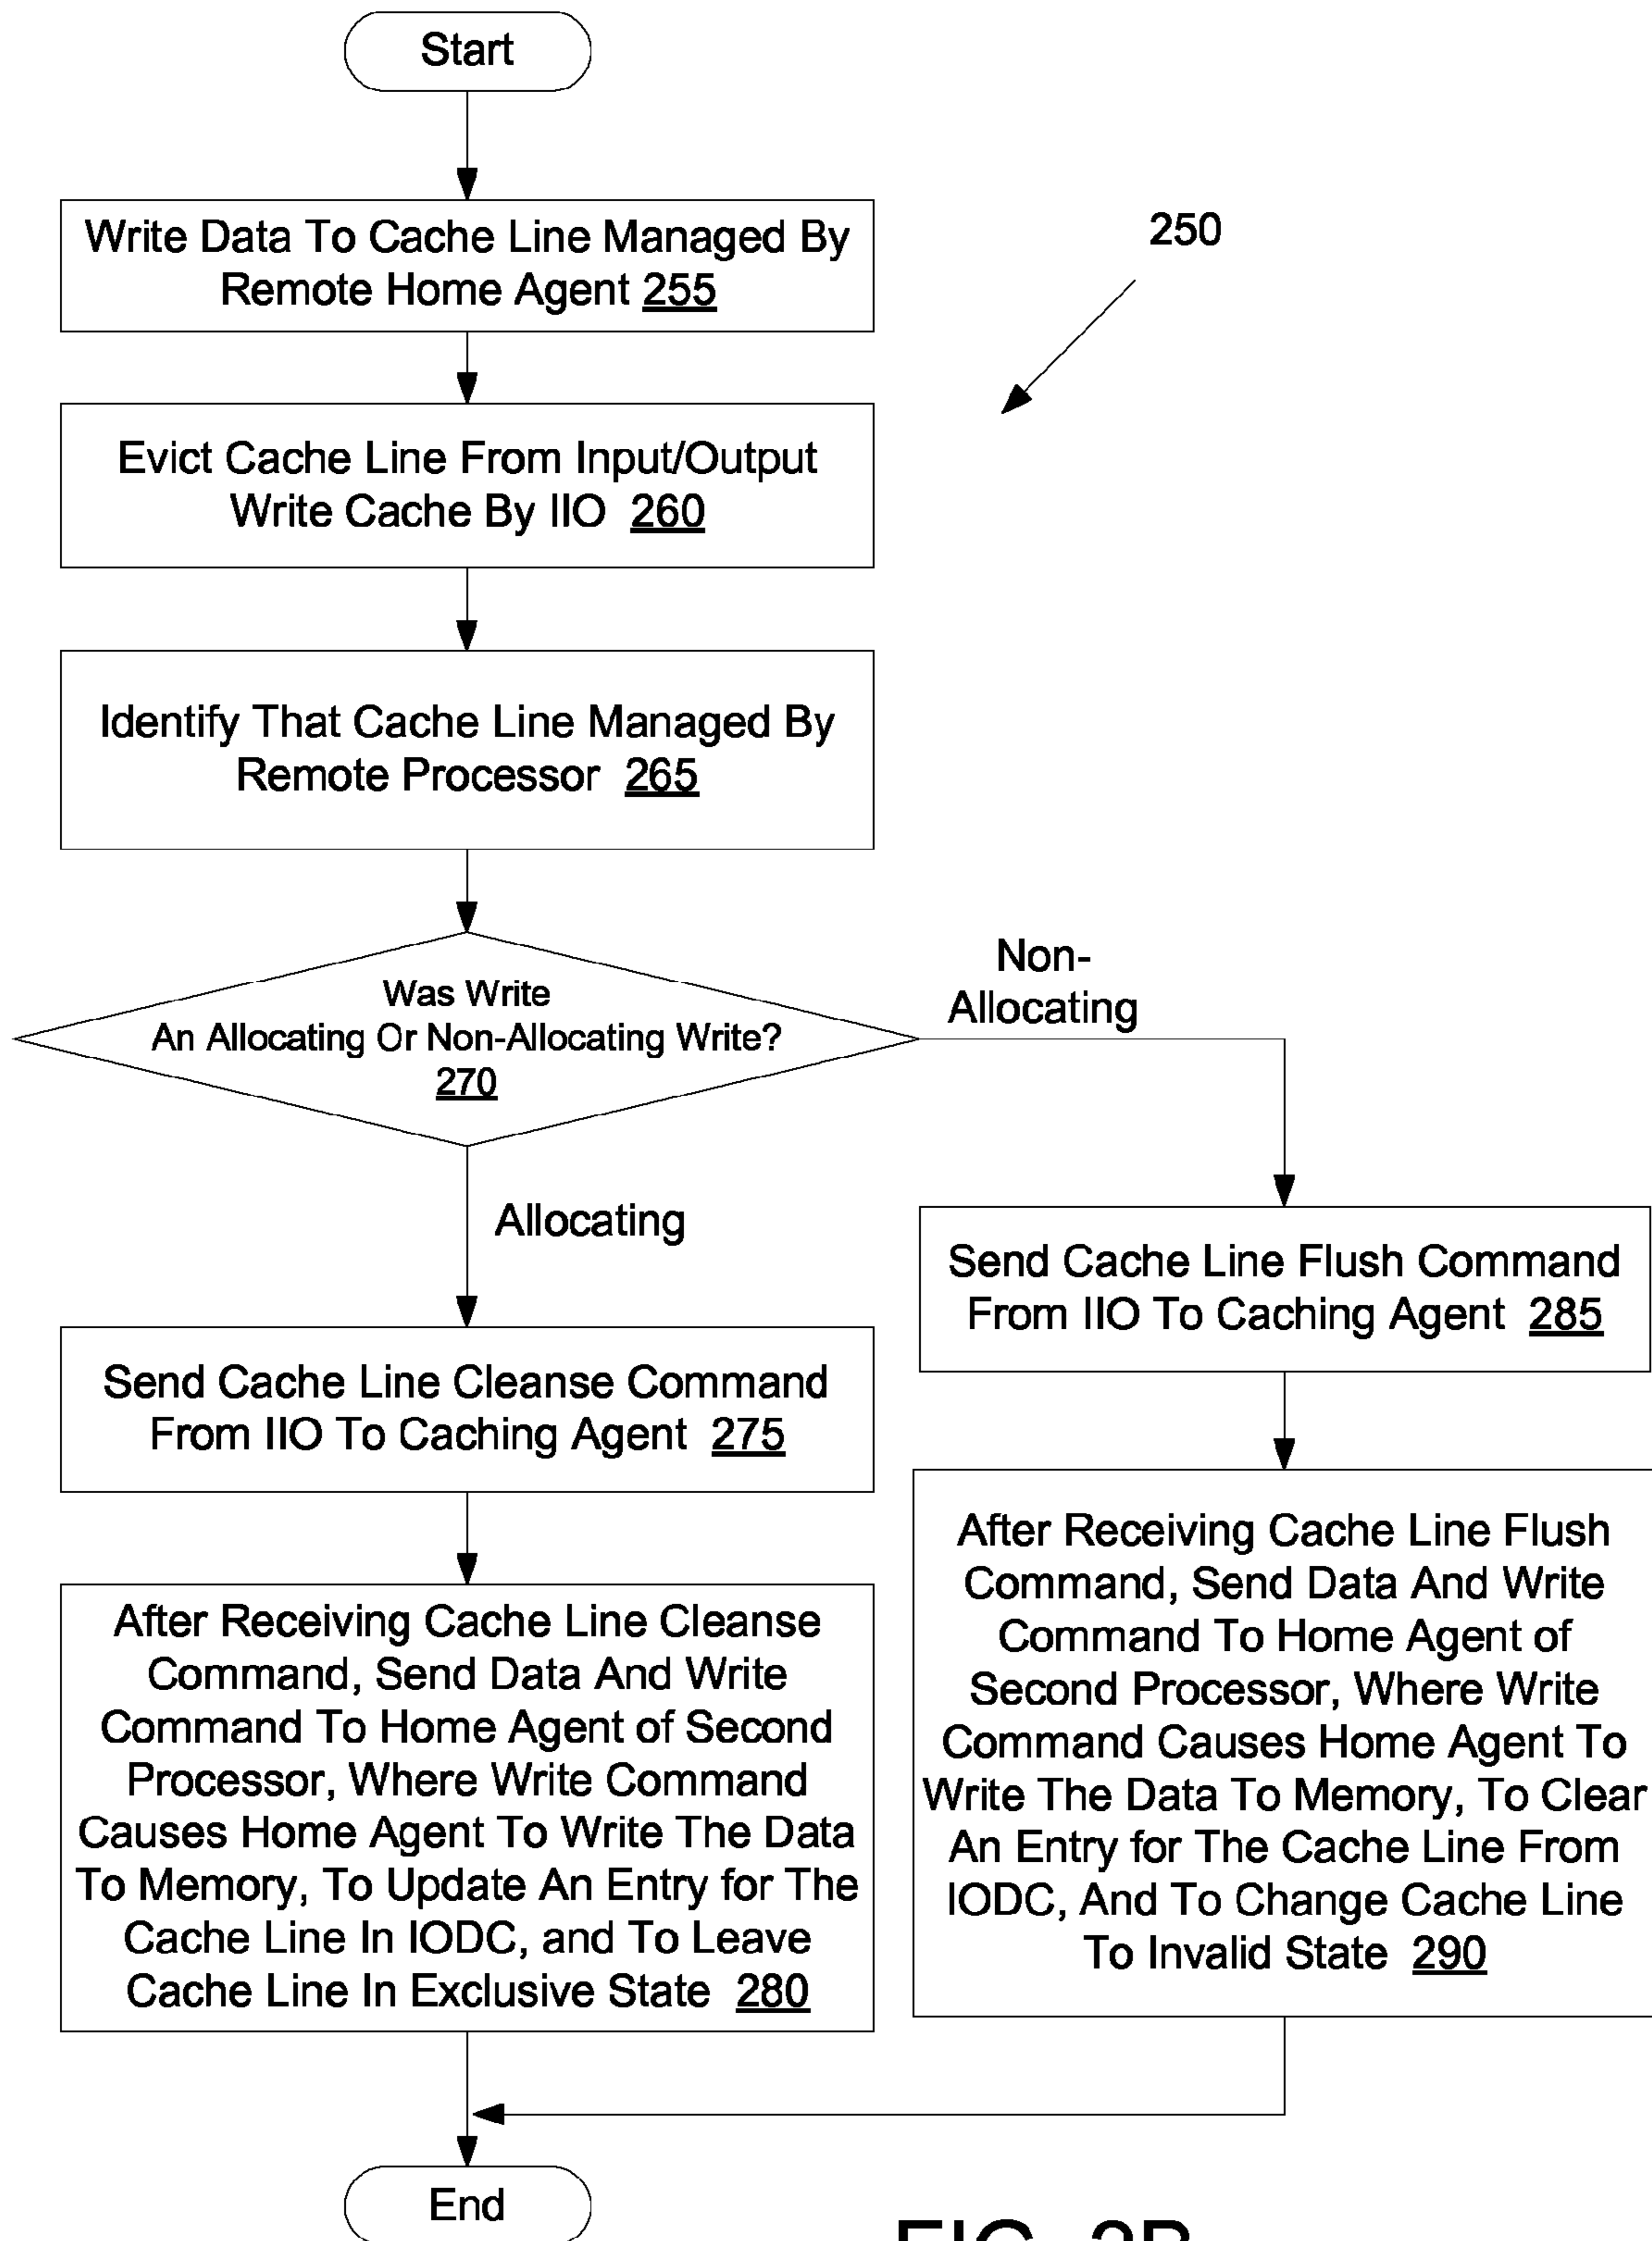 Start
Write Data To Cache Line Managed By
Remote Home Agent 255
250
Evict Cache Line From Input/Output
Write Cache By IIO 260
Identify That Cache Line Managed By
Remote Processor 265
Was Write
An Allocating Or Non-Allocating Write?
270
Non-
Allocating
Allocating
Send Cache Line Cleanse Command
From IIO To Caching Agent 275
After Receiving Cache Line Cleanse
Command, Send Data And Write
Command To Home Agent of Second
Processor, Where Write Command
Causes Home Agent To Write The Data
To Memory, To Update An Entry for The
Cache Line In IODC, and To Leave
Cache Line In Exclusive State 280
Send Cache Line Flush Command
From IIO To Caching Agent 285
After Receiving Cache Line Flush
Command, Send Data And Write
Command To Home Agent of
Second Processor, Where Write
Command Causes Home Agent To
Write The Data To Memory, To Clear
An Entry for The Cache Line From
IODC, And To Change Cache Line
To Invalid State 290
End